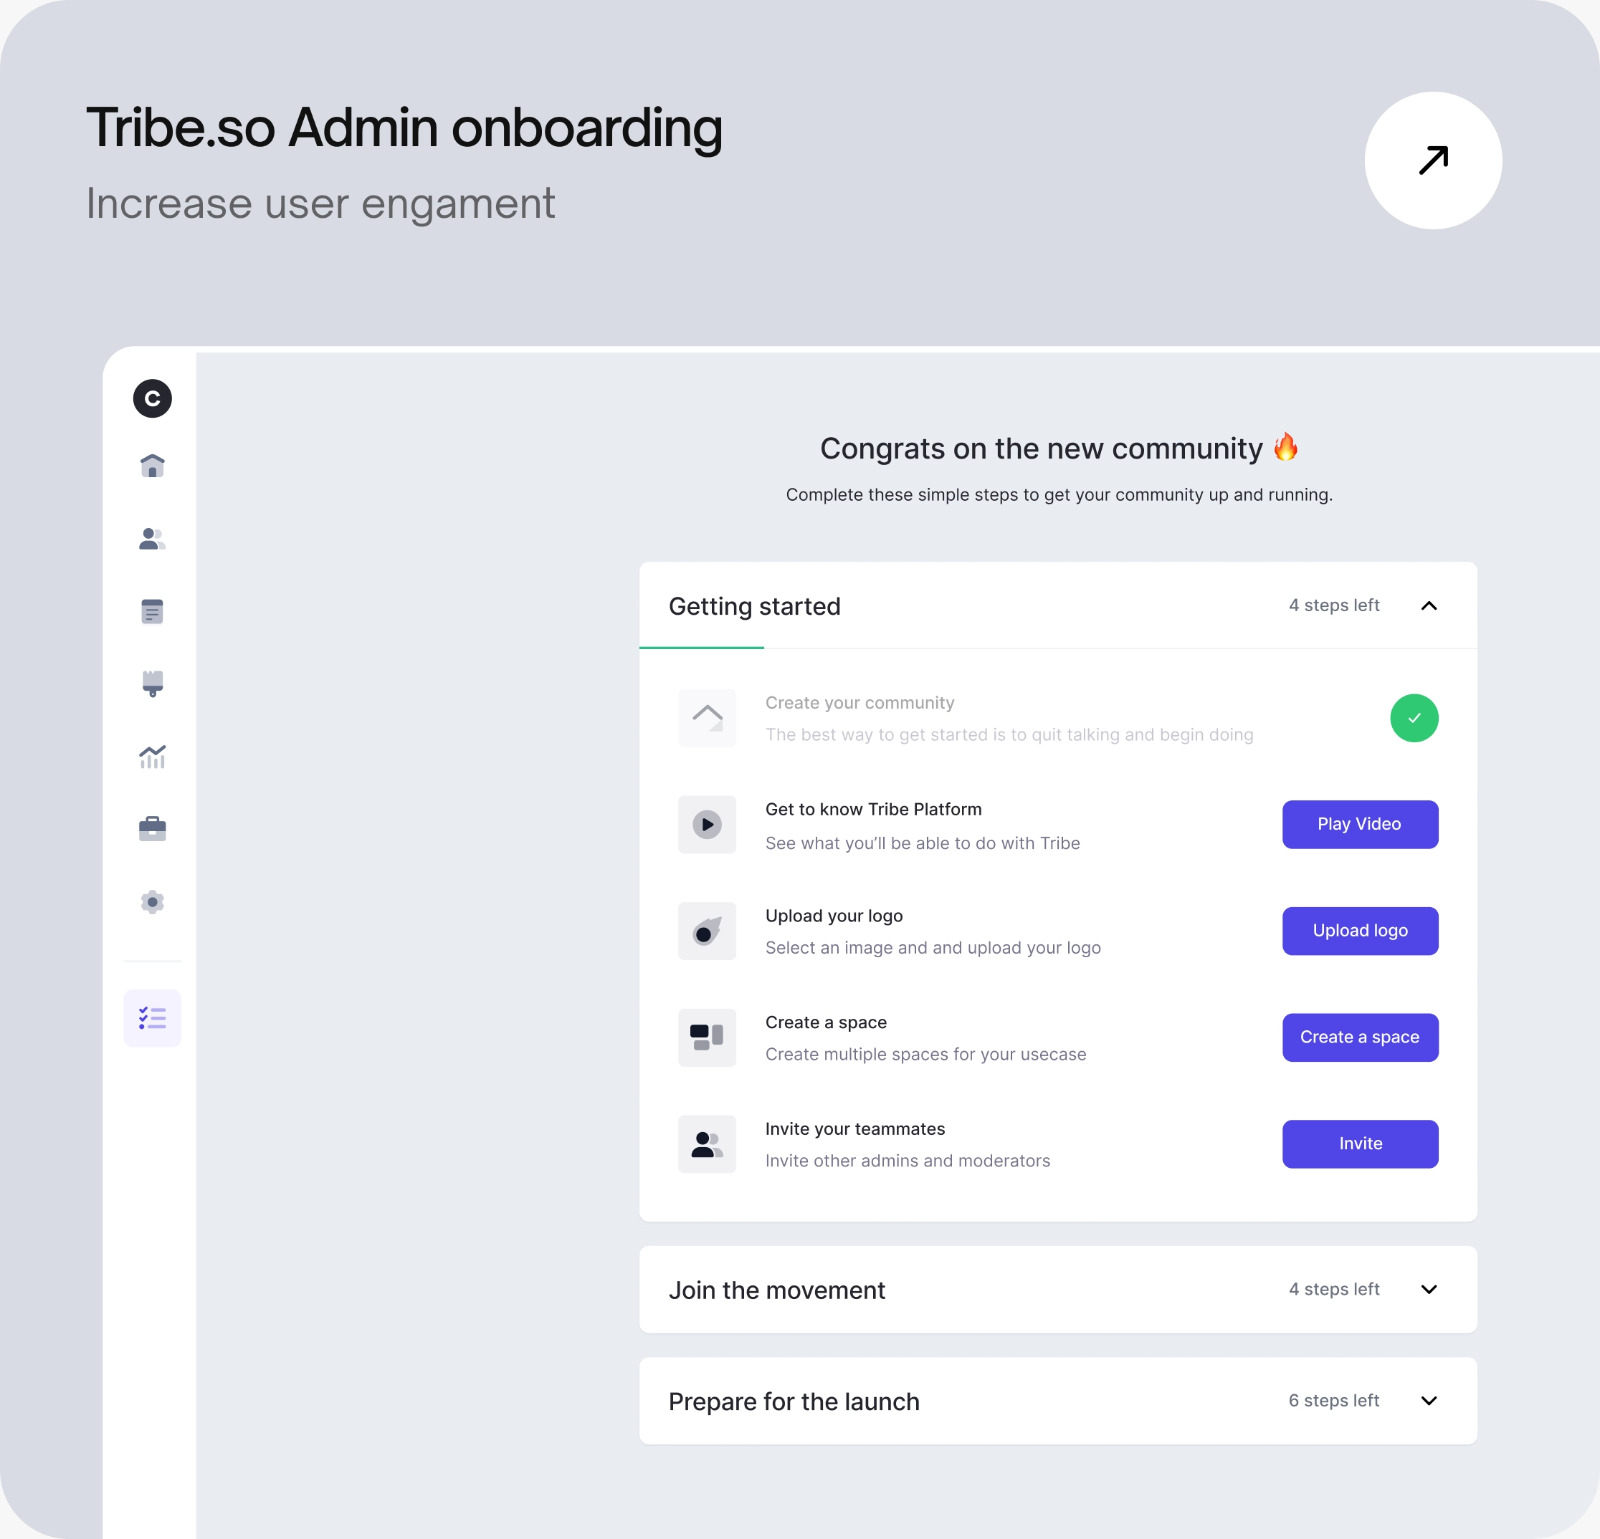 Tribe.so Admin onboarding
Increase user engament
C
Congrats on the new community 🔥
Complete these simple steps to get your community up and running.
Getting started
4 steps left
Create your community
The best way to get started is to quit talking and begin doing
Get to know Tribe Platform
See what you'll be able to do with Tribe
Play Video
Upload your logo
Select an image and and upload your logo
Upload logo
Create a space
Create multiple spaces for your usecase
Create a space
Invite your teammates
Invite other admins and moderators
Invite
Join the movement
4 steps left
Prepare for the launch
6 steps left